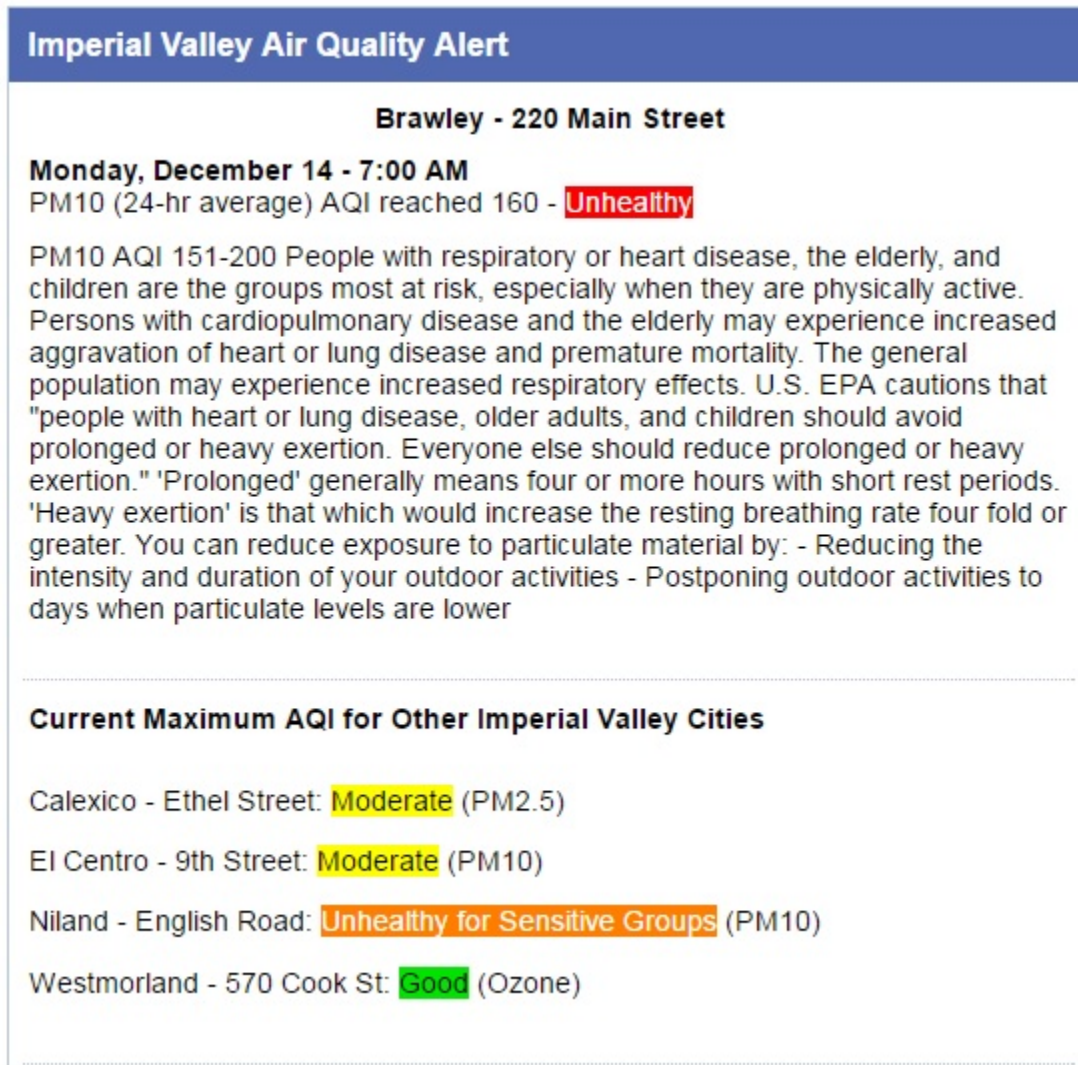 Imperial Valley Air Quality Alert
Brawley - 220 Main Street
Monday, December 14 - 7:00 AM
PM10 (24-hr average) AQI reached 160 - Unhealthy
PM10 AQI 151-200 People with respiratory or heart disease, the elderly, and
children are the groups most at risk, especially when they are physically active.
Persons with cardiopulmonary disease and the elderly may experience increased
aggravation of heart or lung disease and premature mortality. The general
population may experience increased respiratory effects. U.S. EPA cautions that
"people with heart or lung disease, older adults, and children should avoid
prolonged or heavy exertion. Everyone else should reduce prolonged or heavy
exertion." 'Prolonged' generally means four or more hours with short rest periods.
'Heavy exertion' is that which would increase the resting breathing rate four fold or
greater. You can reduce exposure to particulate material by: - Reducing the
intensity and duration of your outdoor activities - Postponing outdoor activities to
days when particulate levels are lower
Current Maximum AQI for Other Imperial Valley Cities
Calexico - Ethel Street: Moderate (PM2.5)
El Centro - 9th Street: Moderate (PM10)
Niland - English Road: Unhealthy for Sensitive Groups (PM10)
Westmorland - 570 Cook St: Good (Ozone)